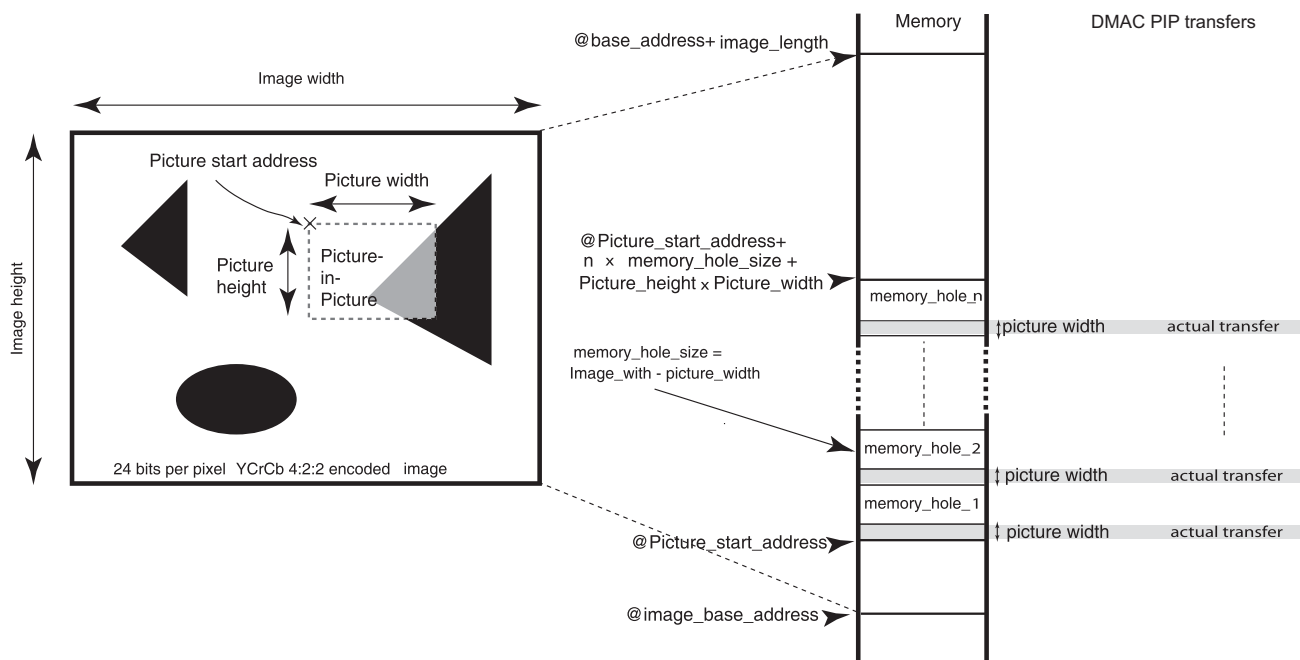 Memory
DMAC PIP transfers
@base_address+ image_length
Image width
Picture start address
Picture width
Image height
Picture
height
Picture-
in-
Picture
@Picture_start_address+
n x memory_hole_size +
Picture_height x Picture_width
memory_hole_n
picture width
actual transfer
memory_hole_size =
Image_with - picture_width
memory_hole_2
picture width
actual transfer
24 bits per pixel YCrCb 4:2:2 encoded image
memory_hole_1
picture width
actual transfer
@Picture_start_address
@image_base_address